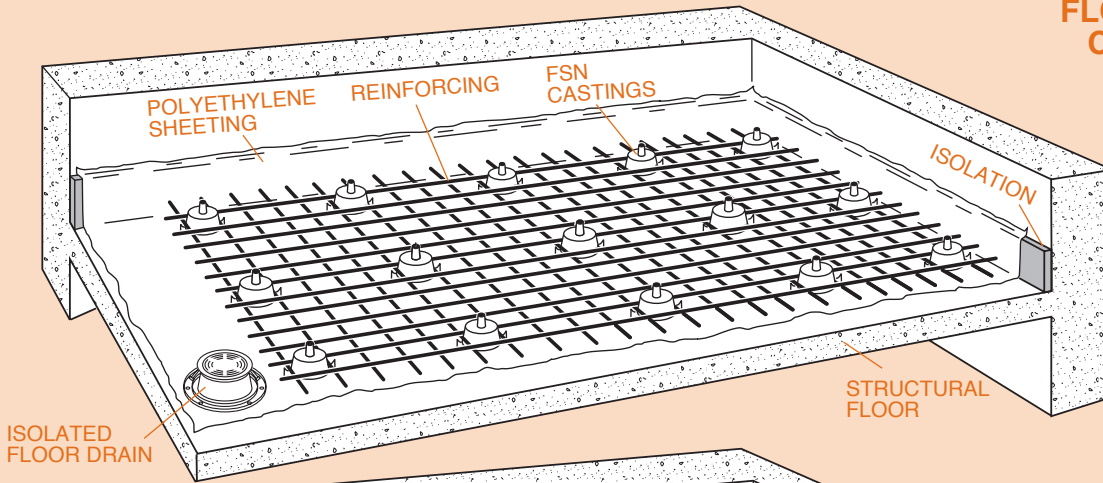 FSN
CASTINGS
REINFORCING
POLYETHYLENE
SHEETING
ISOLATION
STRUCTURAL
FLOOR
ISOLATED
FLOOR DRAIN